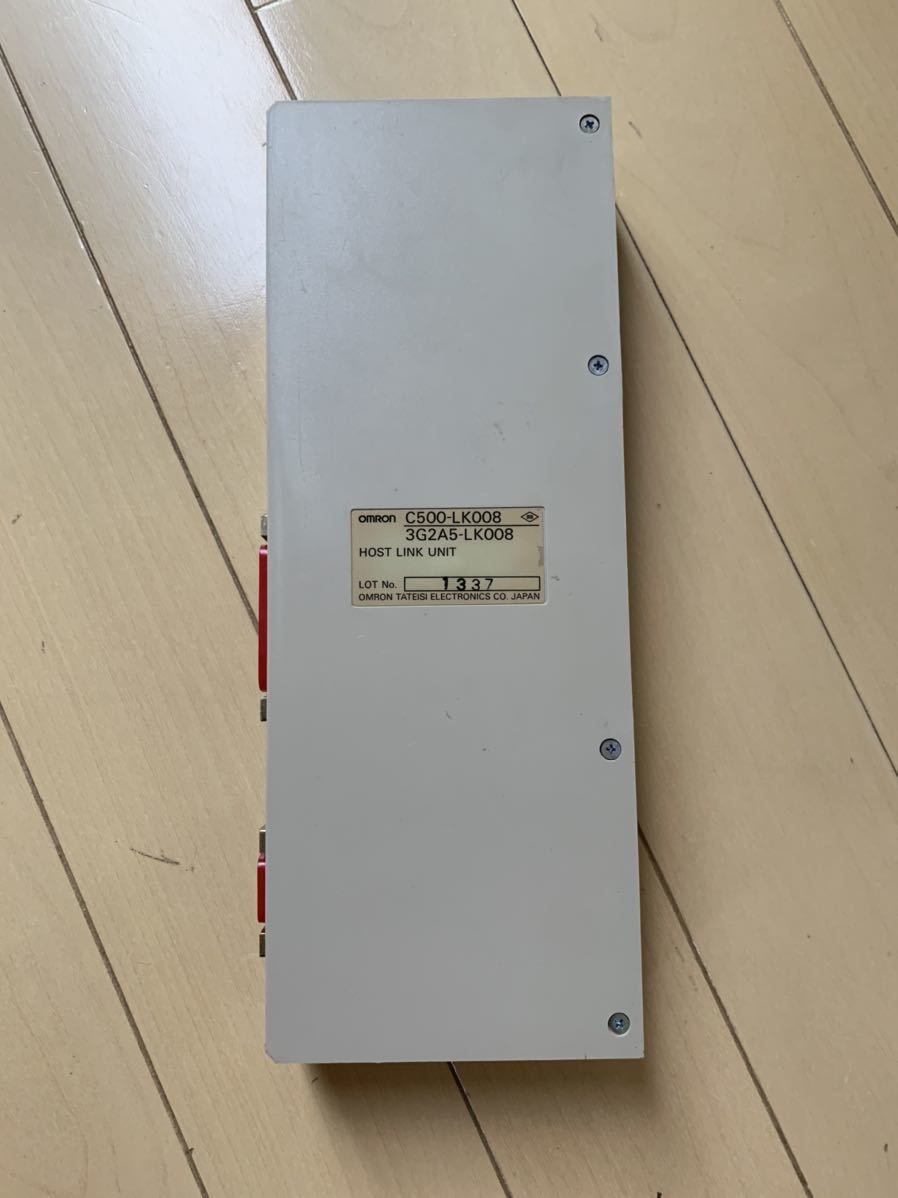 OMRON C500-LK008
3G2A5-LK008
HOST LINK UNIT
LOT No. 1337
OMRON TATEISI ELECTRONICS CO. JAPAN